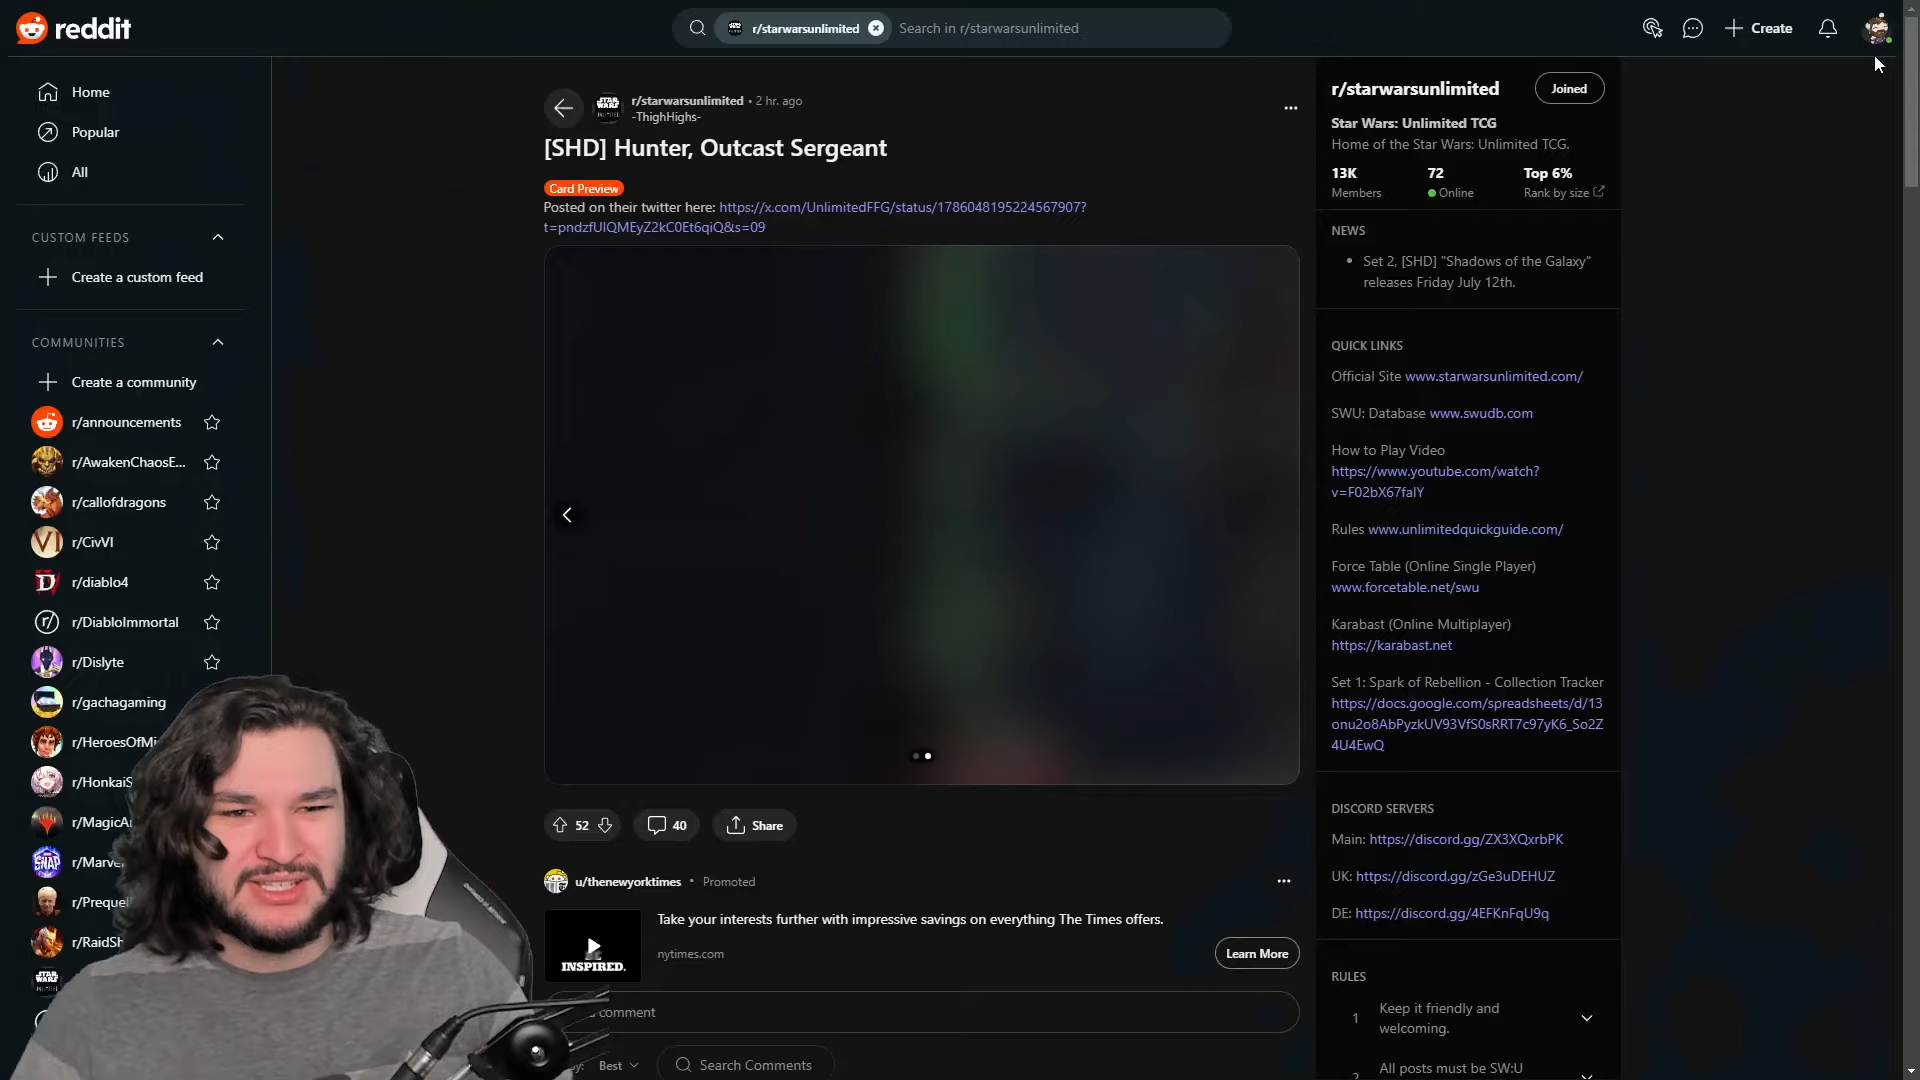 reddit
r/starwarsunlimited
Search in r/starwarsunlimited
Create
Home
Popular
All
CUSTOM FEEDS
Create a custom feed
COMMUNITIES
Create a community
r/announcements
r/AwakenChaosE...
r/callofdragons
r/CivVI
r/diablo4
r/DiabloImmortal
r/Dislyte
r/gachagaming
r/HeroesOfMi
r/HonkaiS
r/MagicAr
r/Marve
r/Prequel
r/RaidSh
r/starwarsunlimited • 2 hr. ago
-ThighHighs-
[SHD] Hunter, Outcast Sergeant
Card Preview
Posted on their twitter here: https://x.com/UnlimitedFFG/status/1786048195224567907?
t=pndzfUlQMEyZ2kC0Et6qiQ&s=09
52
40
Share
u/thenewyorktimes • Promoted
Take your interests further with impressive savings on everything The Times offers.
nytimes.com
Learn More
INSPIRED.
comment
Best
Search Comments
r/starwarsunlimited
Joined
Star Wars: Unlimited TCG
Home of the Star Wars: Unlimited TCG.
13K
Members
72
Online
Top 6%
Rank by size
NEWS
• Set 2, [SHD] "Shadows of the Galaxy"
releases Friday July 12th.
QUICK LINKS
Official Site www.starwarsunlimited.com/
SWU: Database www.swudb.com
How to Play Video
https://www.youtube.com/watch?
v=F02bX67faIY
Rules www.unlimitedquickguide.com/
Force Table (Online Single Player)
www.forcetable.net/swu
Karabast (Online Multiplayer)
https://karabast.net
Set 1: Spark of Rebellion - Collection Tracker
https://docs.google.com/spreadsheets/d/13
onu2o8AbPyzkUV93VfS0sRRT7c97yK6_So2Z
4U4EwQ
DISCORD SERVERS
Main: https://discord.gg/ZX3XQxrbPK
UK: https://discord.gg/zGe3uDEHUZ
DE: https://discord.gg/4EFKnFqU9q
RULES
1
Keep it friendly and
welcoming.
2
All posts must be SW:U